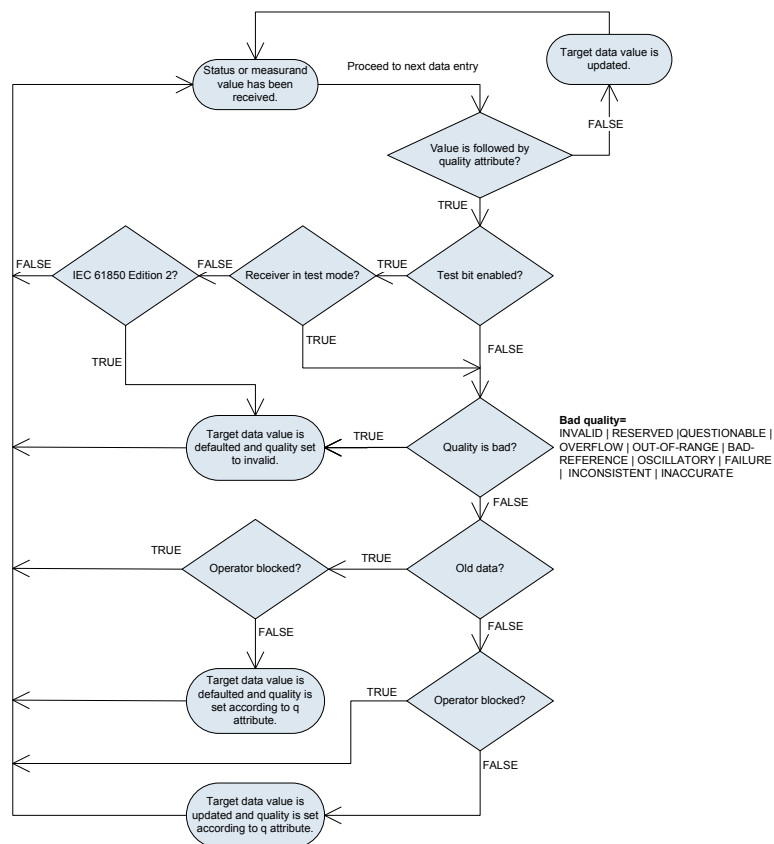 Status or measurand
value has been
received.
Proceed to next data entry
Target data value is
updated.
FALSE
Value is followed by
quality attribute?
TRUE
FALSE
IEC 61850 Edition 2?
FALSE
Receiver in test mode?
TRUE
Test bit enabled?
TRUE
TRUE
FALSE
Target data value is
defaulted and quality set
to invalid.
TRUE
Quality is bad?
Bad quality=
INVALID | RESERVED |QUESTIONABLE |
OVERFLOW | OUT-OF-RANGE | BAD-
REFERENCE | OSCILLATORY | FAILURE
| INCONSISTENT | INACCURATE
FALSE
TRUE
Operator blocked?
TRUE
Old data?
FALSE
FALSE
Target data value is
defaulted and quality is
set according to q
attribute.
TRUE
Operator blocked?
FALSE
Target data value is
updated and quality is set
according to q attribute.